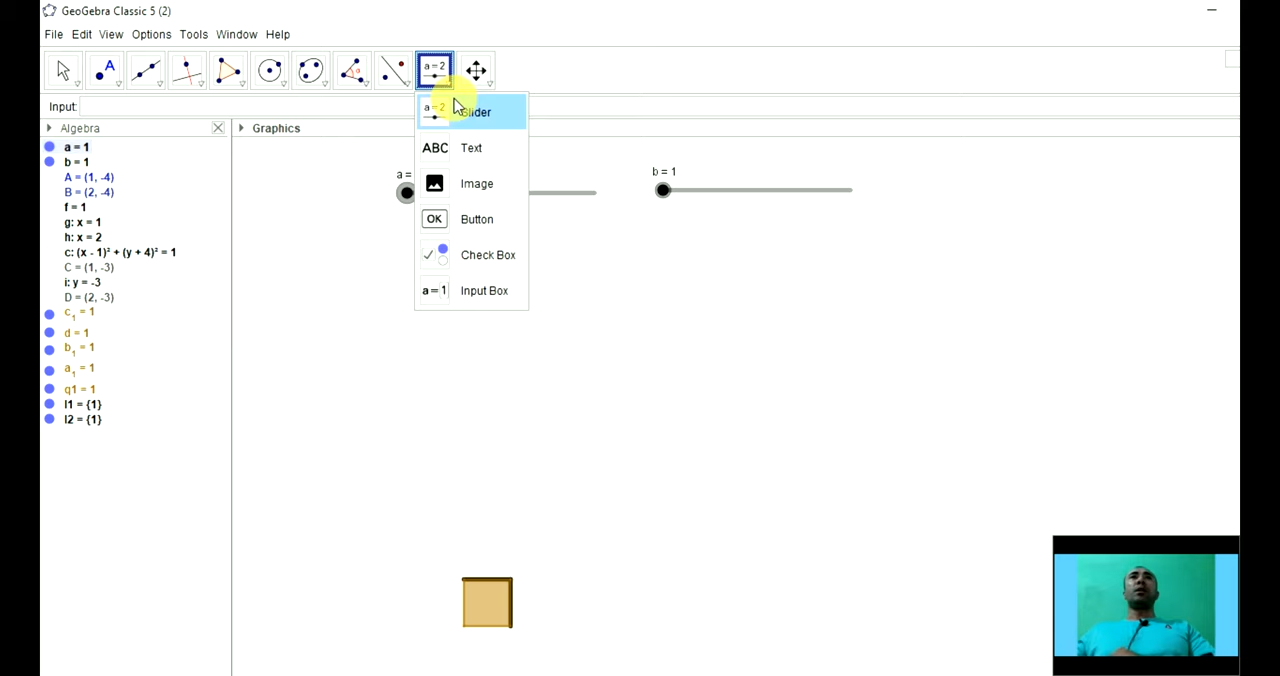 GeoGebra Classic 5 (2)
File Edit View Options Tools Window Help
A
a = 2
Input:
a = 2 Slider
Algebra
Graphics
a = 1
b = 1
A = (1, -4)
B = (2, -4)
f = 1
g: x = 1
h: x = 2
c: (x - 1)² + (y + 4)² = 1
C = (1, -3)
i: y = -3
D = (2, -3)
c₁ = 1
d = 1
b₁ = 1
a₁ = 1
q1 = 1
l1 = {1}
l2 = {1}
ABC Text
Image
OK Button
Check Box
a=1 Input Box
a =
b = 1